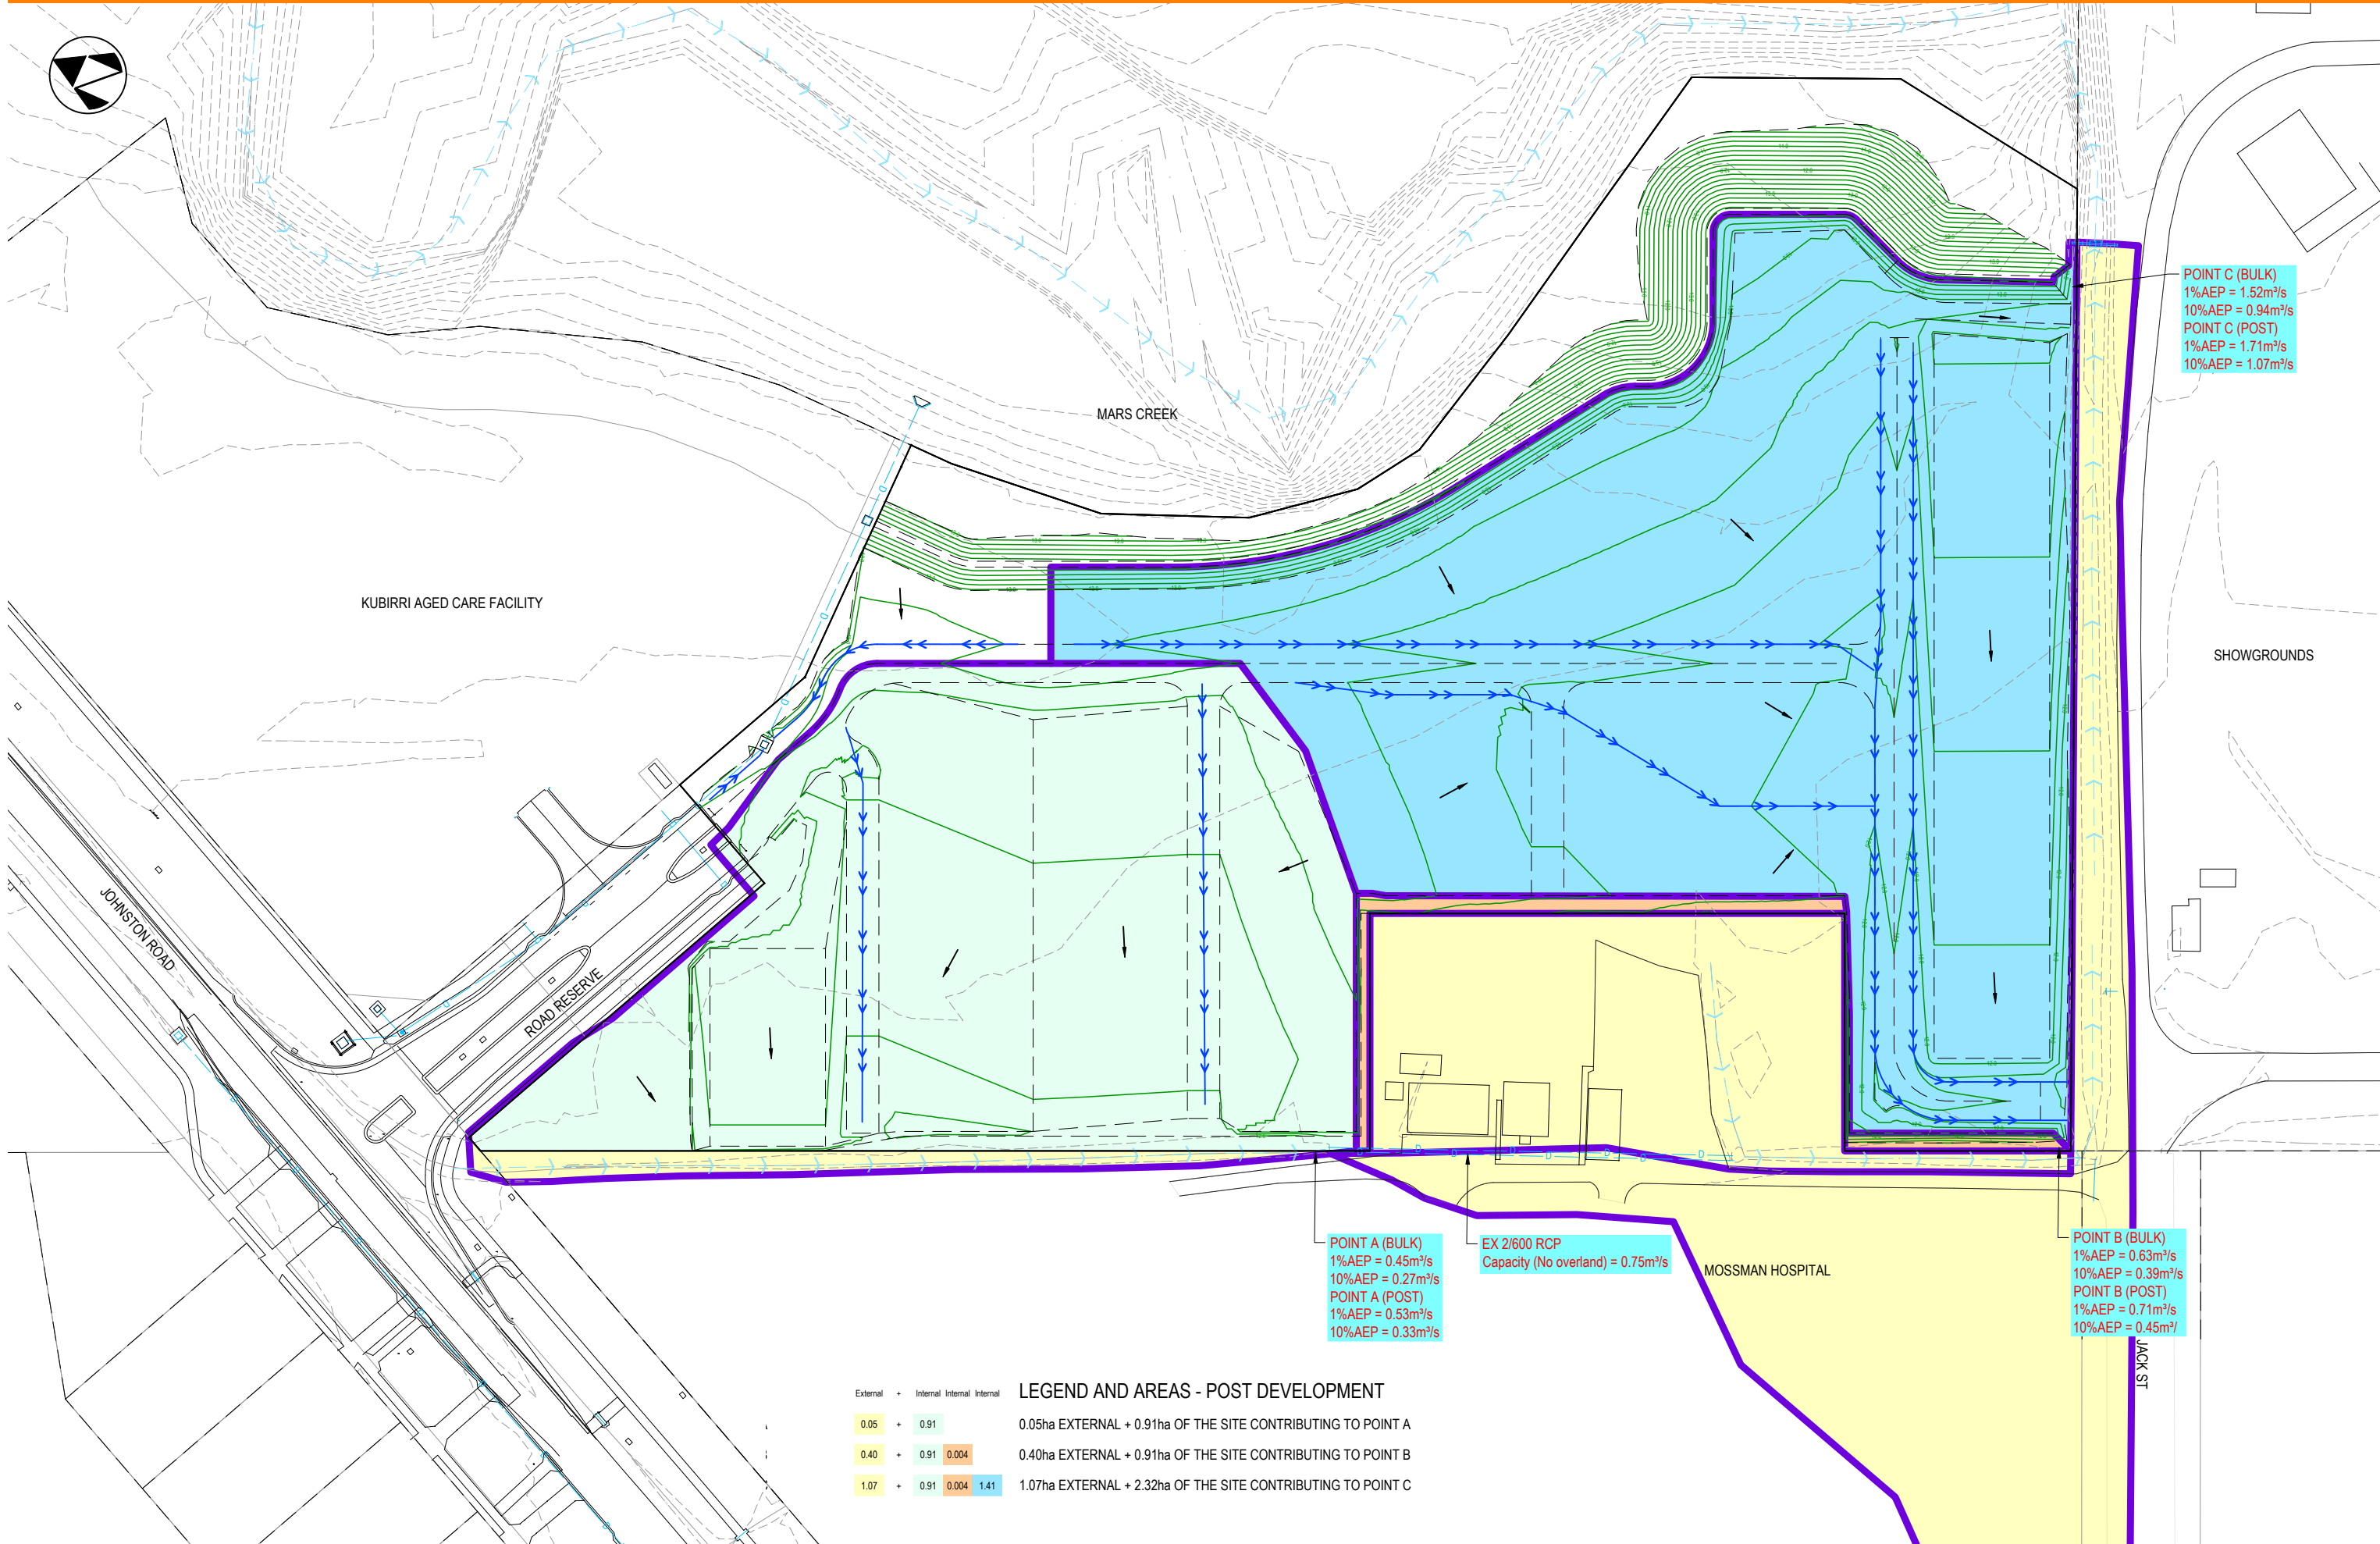 MARS CREEK
POINT C (BULK)
1%AEP = 1.52m³/s
10%AEP = 0.94m³/s
POINT C (POST)
1%AEP = 1.71m³/s
10%AEP = 1.07m³/s
KUBIRRI AGED CARE FACILITY
SHOWGROUNDS
JOHNSTON ROAD
ROAD RESERVE
POINT A (BULK)
1%AEP = 0.45m³/s
10%AEP = 0.27m³/s
POINT A (POST)
1%AEP = 0.53m³/s
10%AEP = 0.33m³/s
EX 2/600 RCP
Capacity (No overland) = 0.75m³/s
MOSSMAN HOSPITAL
POINT B (BULK)
1%AEP = 0.63m³/s
10%AEP = 0.39m³/s
POINT B (POST)
1%AEP = 0.71m³/s
10%AEP = 0.45m³/
JACK ST
External + Internal Internal Internal
LEGEND AND AREAS - POST DEVELOPMENT
0.05 + 0.91 0.05ha EXTERNAL + 0.91ha OF THE SITE CONTRIBUTING TO POINT A
0.40 + 0.91 0.004 0.40ha EXTERNAL + 0.91ha OF THE SITE CONTRIBUTING TO POINT B
1.07 + 0.91 0.004 1.41 1.07ha EXTERNAL + 2.32ha OF THE SITE CONTRIBUTING TO POINT C